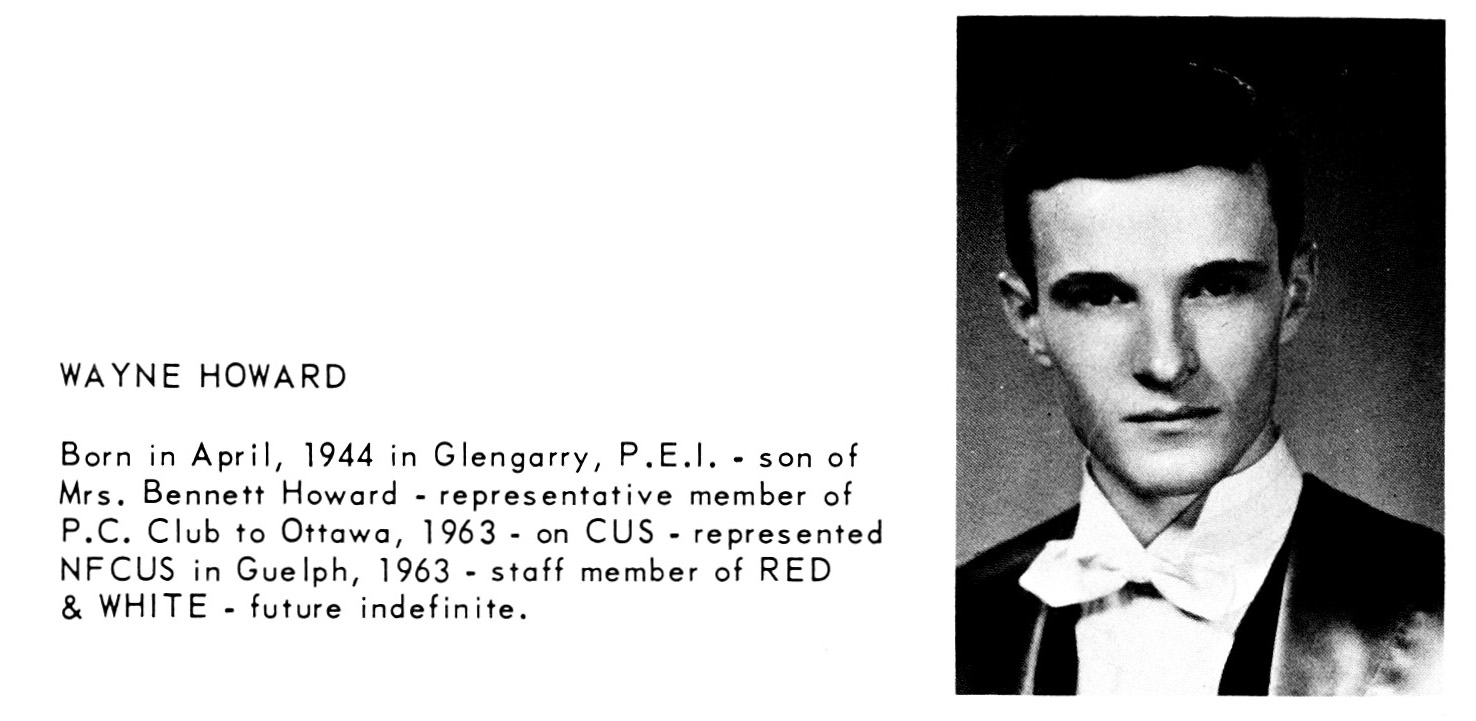 WAYNE HOWARD
Born in April, 1944 in Glengarry, P.E.I. - son of
Mrs. Bennett Howard - representative member of
P.C. Club to Ottawa, 1963 - on CUS - represented
NFCUS in Guelph, 1963 - staff member of RED
& WHITE - future indefinite.